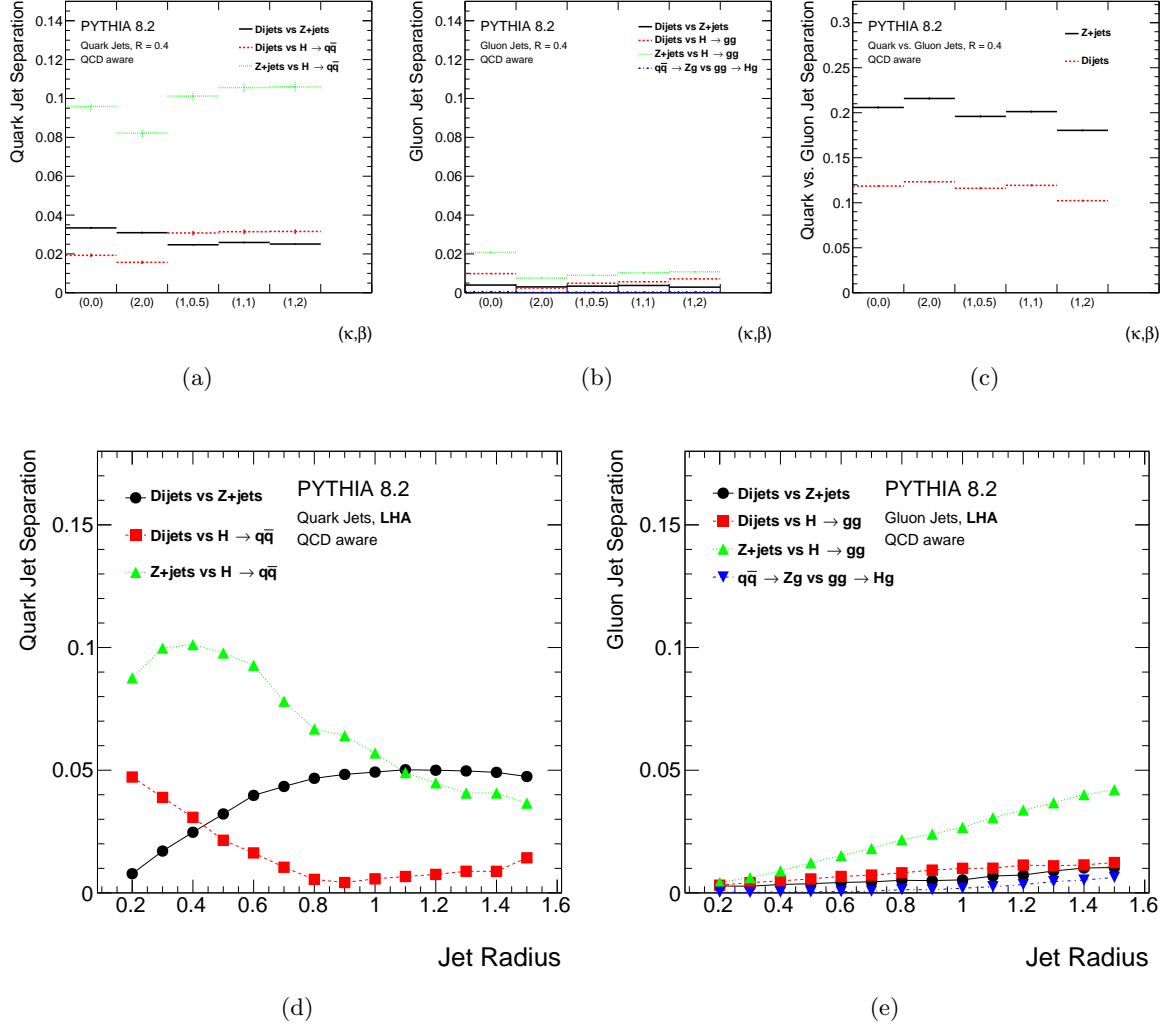 PYTHIA 8.2
Quark Jets, R = 0.4
QCD aware
Dijets vs Z+jets
Dijets vs H → qq̅
Z+jets vs H → qq̅
Quark Jet Separation
0.14
0.12
0.1
0.08
0.06
0.04
0.02
0
(0,0) (2,0) (1,0.5) (1,1) (1,2)
(κ,β)
(a)
PYTHIA 8.2
Gluon Jets, R = 0.4
QCD aware
Dijets vs Z+jets
Dijets vs H → gg
Z+jets vs H → gg
qq̅ → Zg vs gg → Hg
Gluon Jet Separation
0.14
0.12
0.1
0.08
0.06
0.04
0.02
0
(0,0) (2,0) (1,0.5) (1,1) (1,2)
(κ,β)
(b)
PYTHIA 8.2
Quark vs. Gluon Jets, R = 0.4
QCD aware
Z+jets
Dijets
Quark vs. Gluon Jet Separation
0.3
0.25
0.2
0.15
0.1
0.05
0
(0,0) (2,0) (1,0.5) (1,1) (1,2)
(κ,β)
(c)
Quark Jet Separation
Dijets vs Z+jets
Dijets vs H → qq̅
Z+jets vs H → qq̅
PYTHIA 8.2
Quark Jets, LHA
QCD aware
0.15
0.1
0.05
0
0.2 0.4 0.6 0.8 1 1.2 1.4 1.6
Jet Radius
(d)
Gluon Jet Separation
Dijets vs Z+jets
Dijets vs H → gg
Z+jets vs H → gg
qq̅ → Zg vs gg → Hg
PYTHIA 8.2
Gluon Jets, LHA
QCD aware
0.15
0.1
0.05
0
0.2 0.4 0.6 0.8 1 1.2 1.4 1.6
Jet Radius
(e)